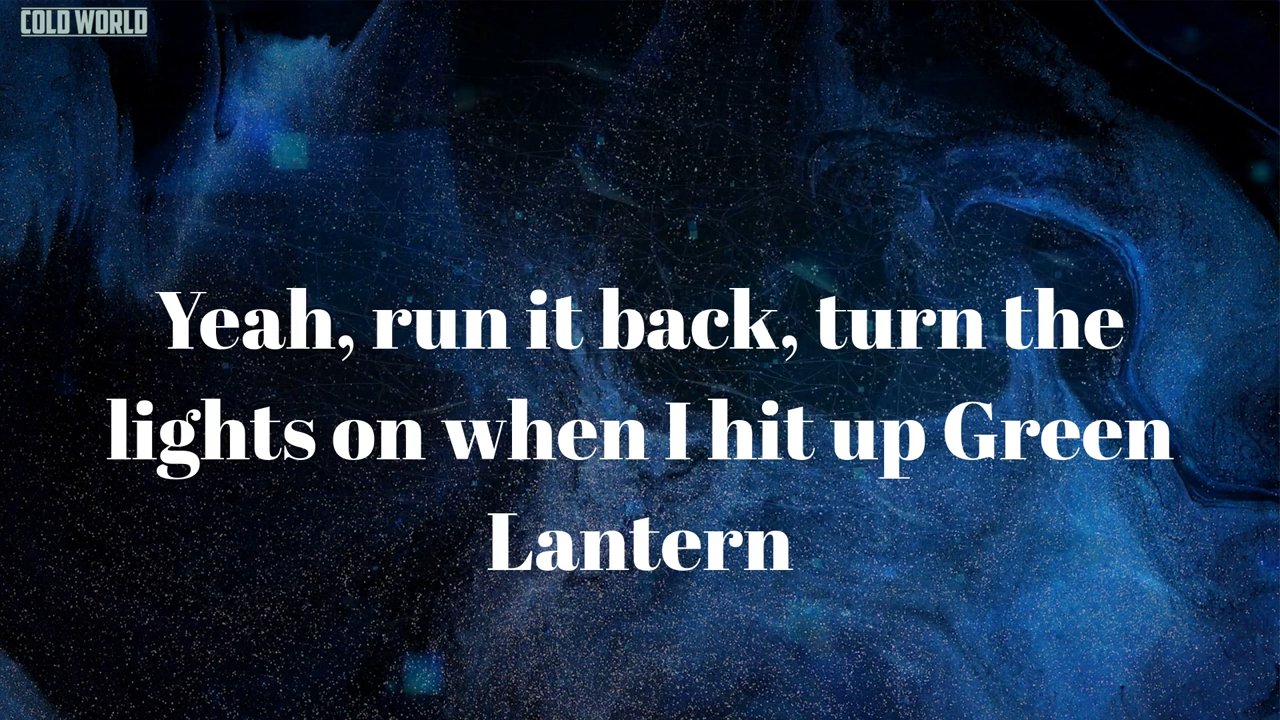 COLD WORLD
Yeah, run it back, turn the
lights on when I hit up Green
Lantern